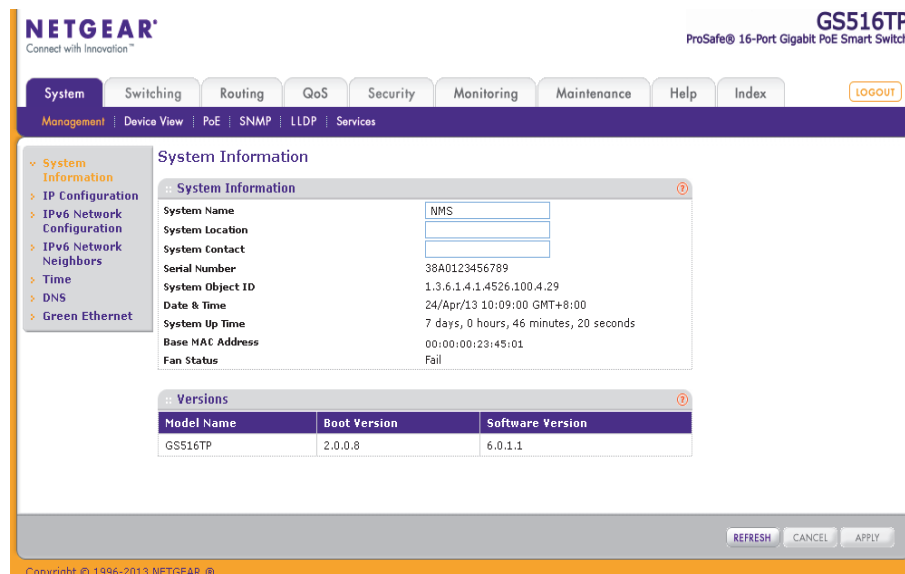 NETGEAR®
Connect with Innovation™
GS516TP
ProSafe® 16-Port Gigabit PoE Smart Switch
System Switching Routing QoS Security Monitoring Maintenance Help Index LOGOUT
Management Device View PoE SNMP LLDP Services
System Information
IP Configuration
IPv6 Network Configuration
IPv6 Network Neighbors
Time
DNS
Green Ethernet
System Information
:: System Information ?
System Name NMS
System Location
System Contact
Serial Number 38A0123456789
System Object ID 1.3.6.1.4.1.4526.100.4.29
Date & Time 24/Apr/13 10:09:00 GMT+8:00
System Up Time 7 days, 0 hours, 46 minutes, 20 seconds
Base MAC Address 00:00:00:23:45:01
Fan Status Fail
:: Versions ?
Model Name Boot Version Software Version
GS516TP 2.0.0.8 6.0.1.1
REFRESH CANCEL APPLY
Copyright © 1996-2013 NETGEAR ®